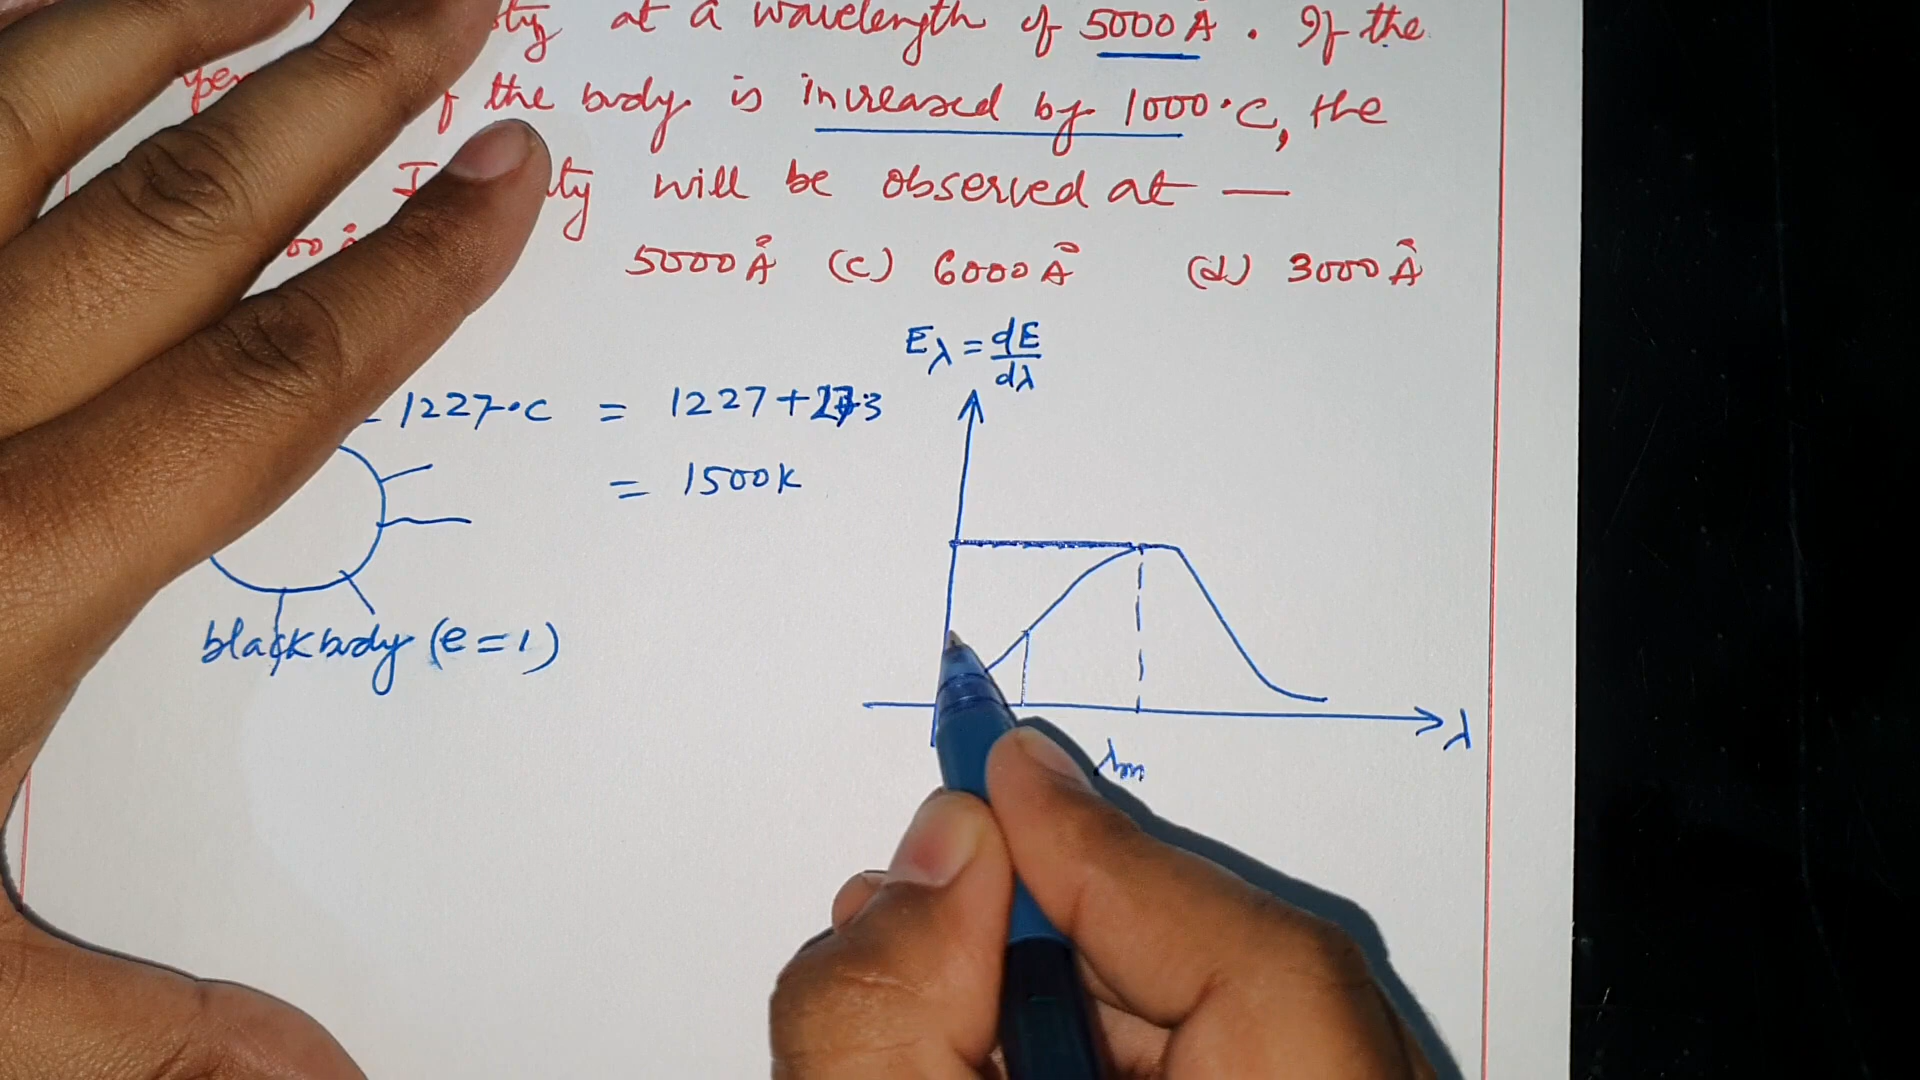 at a wavelength of 5000 Å. If the
the body is increased by 1000°C, the
will be observed at —
5000 Å (c) 6000 Å (d) 3000 Å
Eλ = dE/dλ
1227°C = 1227+273
= 1500K
blackbody (e=1)
λ
λm